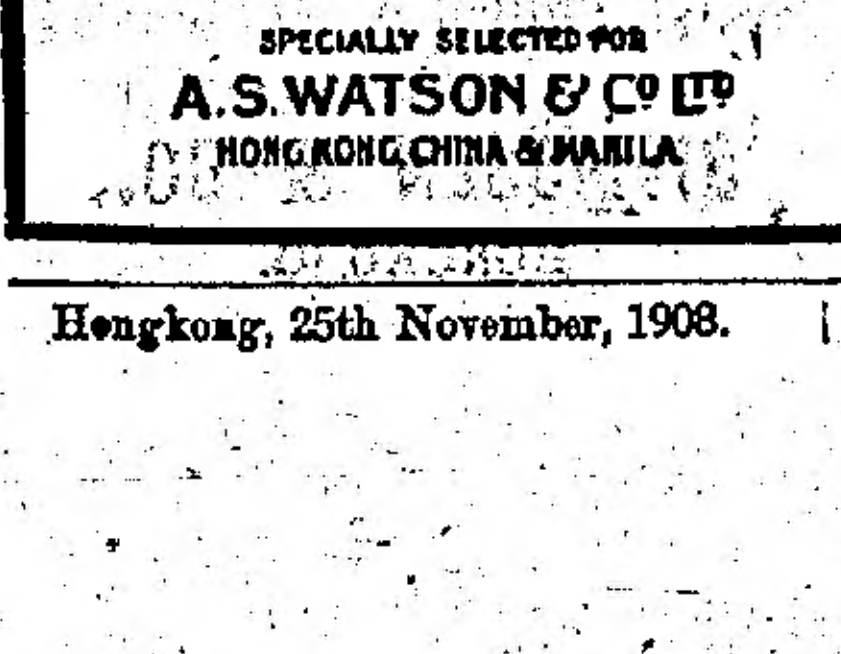 SPECIALLY SELECTED FOR
A.S. WATSON & Cº LTD
HONGKONG, CHINA & MANILA
Hongkong, 25th November, 1908.